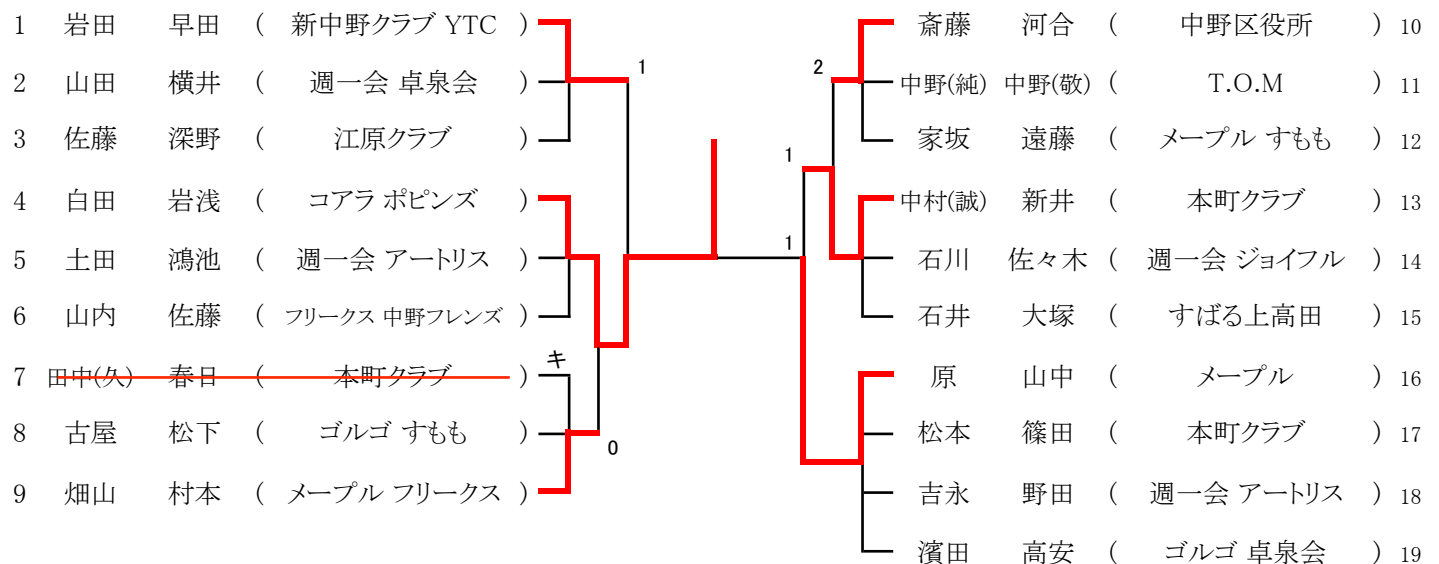 1 岩田 早田 ( 新中野クラブ YTC )
2 山田 横井 ( 週一会 卓泉会 )
3 佐藤 深野 ( 江原クラブ )
4 白田 岩浅 ( コアラ ポピンズ )
5 土田 鴻池 ( 週一会 アートリス )
6 山内 佐藤 ( フリークス 中野フレンズ )
7 田中(久) 春日 ( 本町クラブ ) キ
8 古屋 松下 ( ゴルゴ すもも )
9 畑山 村本 ( メープル フリークス )
1
0
2
1
1
斎藤 河合 ( 中野区役所 ) 10
中野(純) 中野(敬) ( T.O.M ) 11
家坂 遠藤 ( メープル すもも ) 12
中村(誠) 新井 ( 本町クラブ ) 13
石川 佐々木 ( 週一会 ジョイフル ) 14
石井 大塚 ( すばる上高田 ) 15
原 山中 ( メープル ) 16
松本 篠田 ( 本町クラブ ) 17
吉永 野田 ( 週一会 アートリス ) 18
濱田 高安 ( ゴルゴ 卓泉会 ) 19